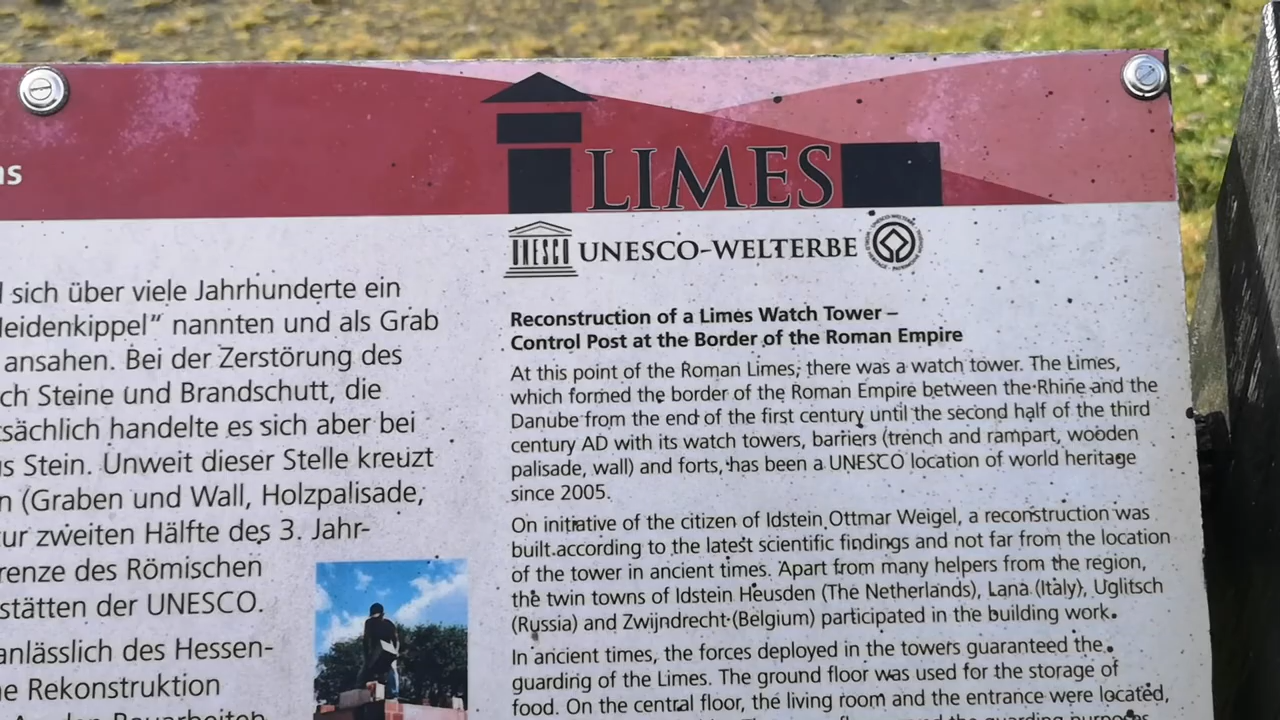 ns
LIMES
UNESCO
UNESCO-WELTERBE
sich über viele Jahrhunderte ein
eidenkippel“ nannten und als Grab
ansahen. Bei der Zerstörung des
ch Steine und Brandschutt, die
sächlich handelte es sich aber bei
s Stein. Unweit dieser Stelle kreuzt
n (Graben und Wall, Holzpalisade,
ur zweiten Hälfte des 3. Jahr-
renze des Römischen
stätten der UNESCO.
anlässlich des Hessen-
e Rekonstruktion
Reconstruction of a Limes Watch Tower –
Control Post at the Border of the Roman Empire
At this point of the Roman Limes, there was a watch tower. The Limes,
which formed the border of the Roman Empire between the Rhine and the
Danube from the end of the first century until the second half of the third
century AD with its watch towers, barriers (trench and rampart, wooden
palisade, wall) and forts, has been a UNESCO location of world heritage
since 2005.
On initiative of the citizen of Idstein Ottmar Weigel, a reconstruction was
built according to the latest scientific findings and not far from the location
of the tower in ancient times. Apart from many helpers from the region,
the twin towns of Idstein Heusden (The Netherlands), Lana (Italy), Uglitsch
(Russia) and Zwijndrecht (Belgium) participated in the building work.
In ancient times, the forces deployed in the towers guaranteed the
guarding of the Limes. The ground floor was used for the storage of
food. On the central floor, the living room and the entrance were located,